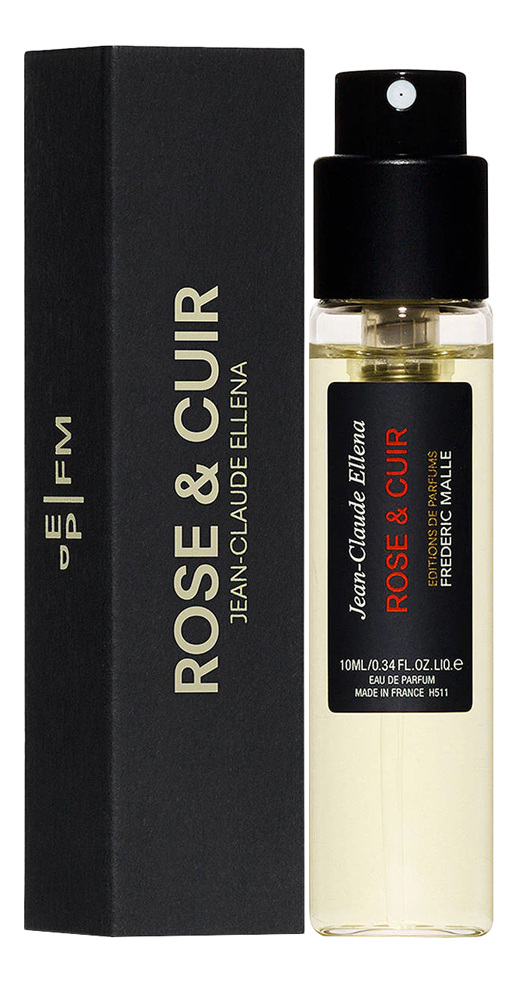 EP|FM
ROSE & CUIR
JEAN-CLAUDE ELLENA
Jean-Claude Ellena
ROSE & CUIR
EDITIONS DE PARFUMS
FREDERIC MALLE
10ML/0.34 FL.OZ.LIQ.e
EAU DE PARFUM
MADE IN FRANCE H511